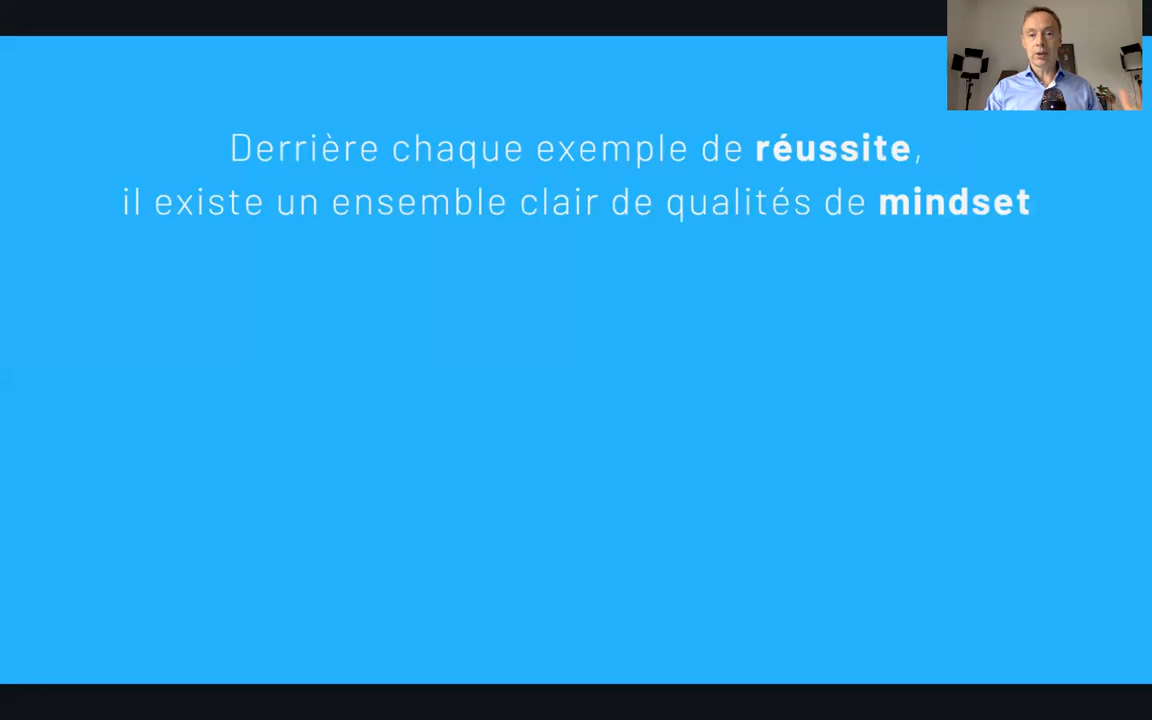 Derrière chaque exemple de réussite,
il existe un ensemble clair de qualités de mindset